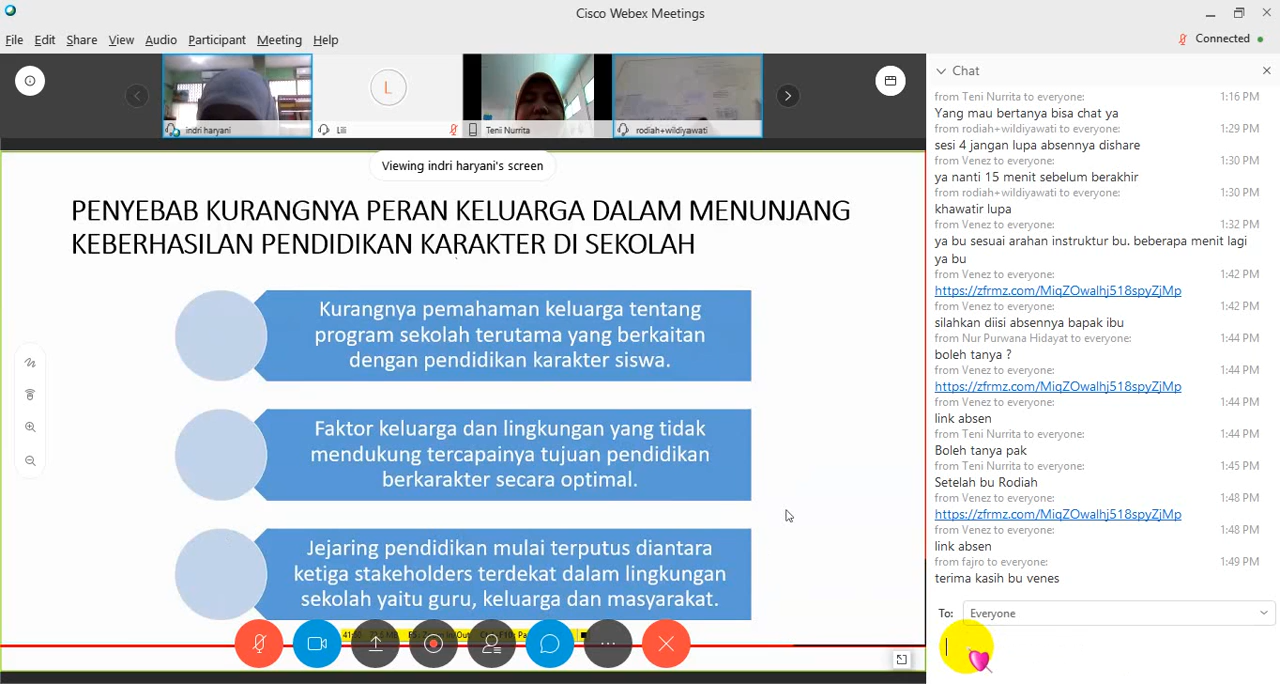 Cisco Webex Meetings
File Edit Share View Audio Participant Meeting Help
Connected
indri haryani
L
Lili
Teni Nurrita
rodiah+wildiyawati
Viewing indri haryani's screen
PENYEBAB KURANGNYA PERAN KELUARGA DALAM MENUNJANG
KEBERHASILAN PENDIDIKAN KARAKTER DI SEKOLAH
Kurangnya pemahaman keluarga tentang
program sekolah terutama yang berkaitan
dengan pendidikan karakter siswa.
Faktor keluarga dan lingkungan yang tidak
mendukung tercapainya tujuan pendidikan
berkarakter secara optimal.
Jejaring pendidikan mulai terputus diantara
ketiga stakeholders terdekat dalam lingkungan
sekolah yaitu guru, keluarga dan masyarakat.
Chat
from Teni Nurrita to everyone: 1:16 PM
Yang mau bertanya bisa chat ya
from rodiah+wildiyawati to everyone: 1:29 PM
sesi 4 jangan lupa absennya dishare
from Venez to everyone: 1:30 PM
ya nanti 15 menit sebelum berakhir
from rodiah+wildiyawati to everyone: 1:30 PM
khawatir lupa
from Venez to everyone: 1:32 PM
ya bu sesuai arahan instruktur bu. beberapa menit lagi
ya bu
from Venez to everyone: 1:42 PM
https://zfrmz.com/MiqZOwalhj518spyZjMp
from Venez to everyone: 1:42 PM
silahkan diisi absennya bapak ibu
from Nur Purwana Hidayat to everyone: 1:44 PM
boleh tanya ?
from Venez to everyone: 1:44 PM
https://zfrmz.com/MiqZOwalhj518spyZjMp
from Venez to everyone: 1:44 PM
link absen
from Teni Nurrita to everyone: 1:44 PM
Boleh tanya pak
from Teni Nurrita to everyone: 1:45 PM
Setelah bu Rodiah
from Venez to everyone: 1:48 PM
https://zfrmz.com/MiqZOwalhj518spyZjMp
from Venez to everyone: 1:48 PM
link absen
from fajro to everyone: 1:49 PM
terima kasih bu venes
To: Everyone